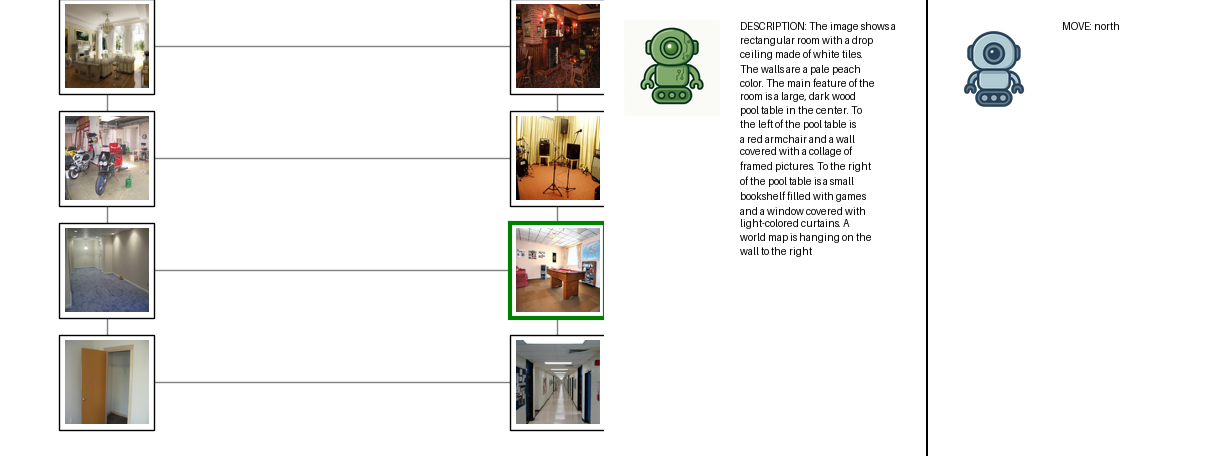 DESCRIPTION: The image shows a
rectangular room with a drop
ceiling made of white tiles.
The walls are a pale peach
color. The main feature of the
room is a large, dark wood
pool table in the center. To
the left of the pool table is
a red armchair and a wall
covered with a collage of
framed pictures. To the right
of the pool table is a small
bookshelf filled with games
and a window covered with
light-colored curtains. A
world map is hanging on the
wall to the right
MOVE: north